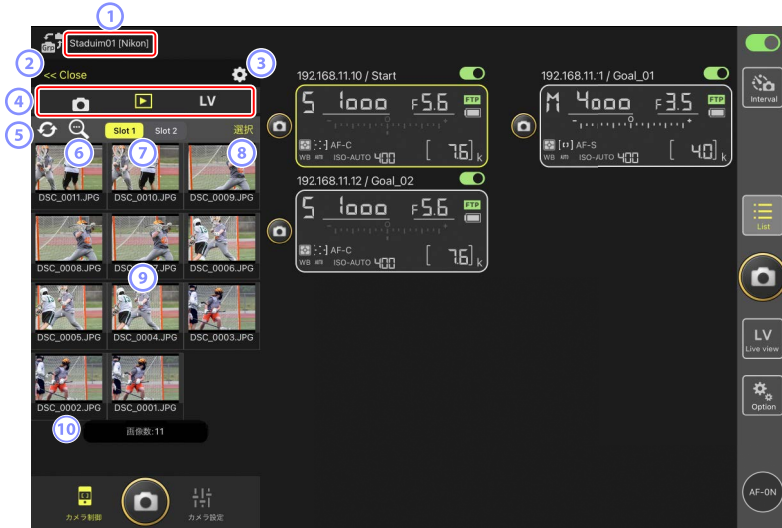 1
Grp Staduim01 [Nikon]
2 << Close 3
4 LV
5 6 Slot 1 7 Slot 2 選択 8
DSC_0011.JPG DSC_0010.JPG DSC_0009.JPG
DSC_0008.JPG DSC_0007.JPG DSC_0006.JPG
9
DSC_0005.JPG DSC_0004.JPG DSC_0003.JPG
DSC_0002.JPG DSC_0001.JPG
10 画像数:11
カメラ制御 カメラ設定
192.168.11.10 / Start
S 1000 F5.6 FTP
AF-C
WB ISO-AUTO 400 [ 7.6] k
192.168.11.12 / Goal_02
S 1000 F5.6 FTP
AF-C
WB ISO-AUTO 400 [ 7.6] k
192.168.11.11 / Goal_01
M 4000 F3.5 FTP
AF-S
WB ISO-AUTO 400 [ 4.0] k
Interval
List
LV
Live view
Option
AF-ON